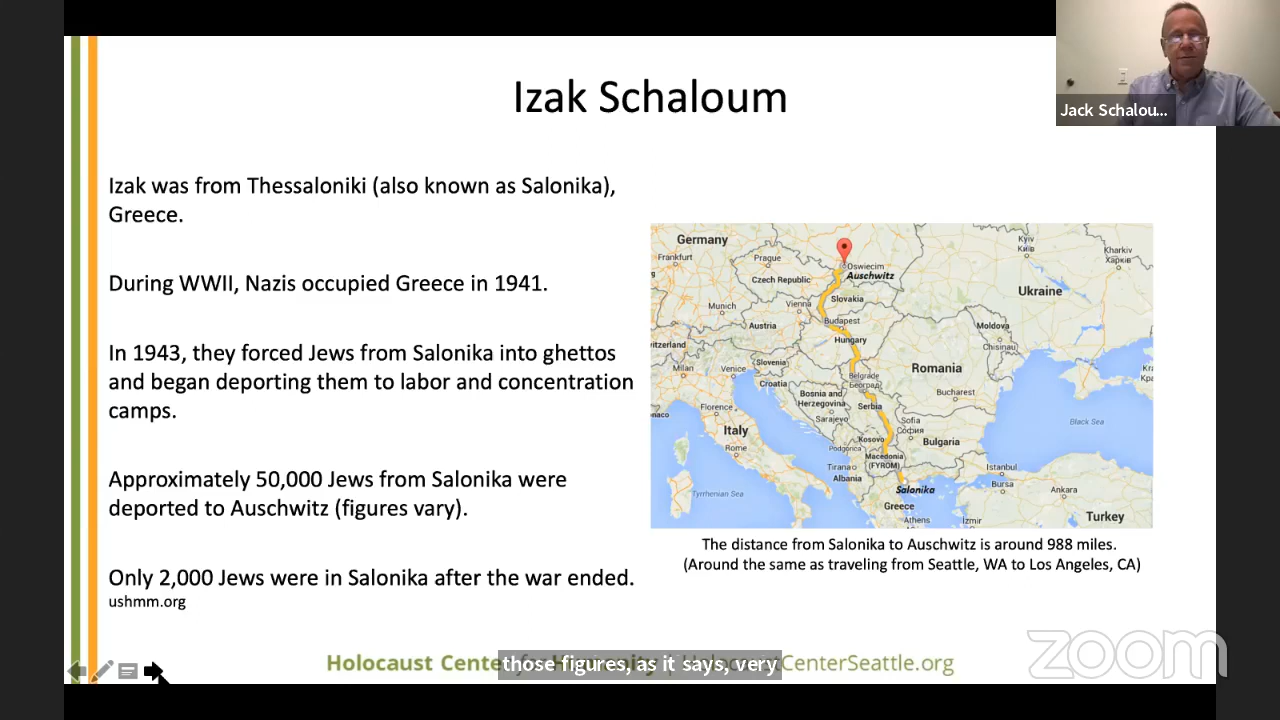 Izak Schaloum
Jack Schalou...
Izak was from Thessaloniki (also known as Salonika),
Greece.
During WWII, Nazis occupied Greece in 1941.
In 1943, they forced Jews from Salonika into ghettos
and began deporting them to labor and concentration
camps.
Approximately 50,000 Jews from Salonika were
deported to Auschwitz (figures vary).
Only 2,000 Jews were in Salonika after the war ended.
ushmm.org
Germany
Frankfurt
Prague
Czech Republic
Oswiecim
Auschwitz
Kyiv
Київ
Kharkiv
Харків
Ukraine
Munich
Vienna
Slovakia
Austria
Budapest
Hungary
Moldova
Chisinau
itzerland
Milan
Venice
Slovenia
Croatia
Belgrade
Београд
Romania
Bucharest
Bosnia and
Herzegovina
Serbia
Sarajevo
Florence
onaco
Italy
Rome
Kosovo
Sofia
София
Bulgaria
Black Sea
Podgorica
Macedonia
(FYROM)
Tirana
Albania
Salonika
Istanbul
Bursa
Ankara
Tyrrhenian Sea
Greece
Athens
İzmir
Turkey
The distance from Salonika to Auschwitz is around 988 miles.
(Around the same as traveling from Seattle, WA to Los Angeles, CA)
Holocaust Center
HolocaustCenterSeattle.org
those figures, as it says, very
zoom